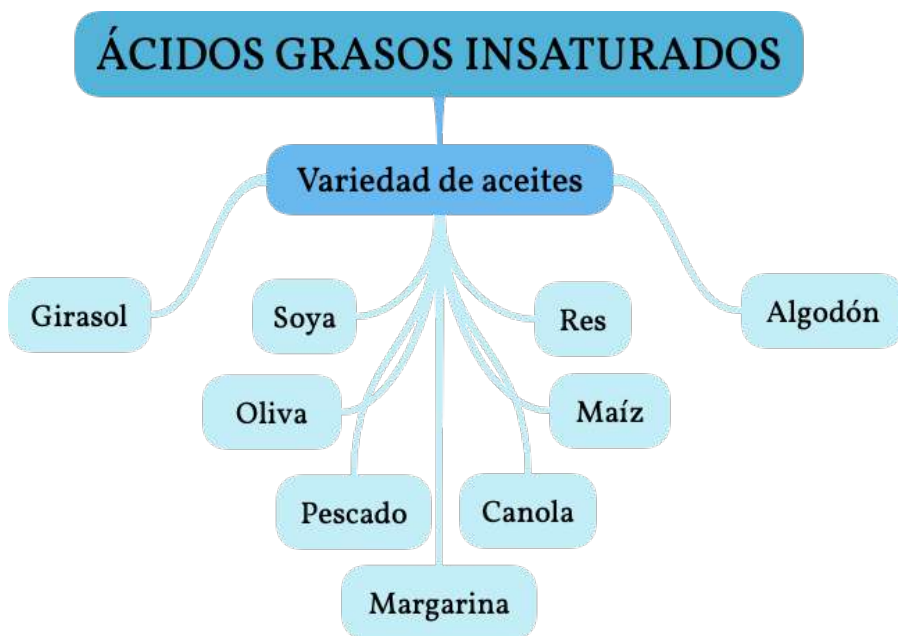 ÁCIDOS GRASOS INSATURADOS
Variedad de aceites
Girasol
Soya
Res
Algodón
Oliva
Maíz
Pescado
Canola
Margarina